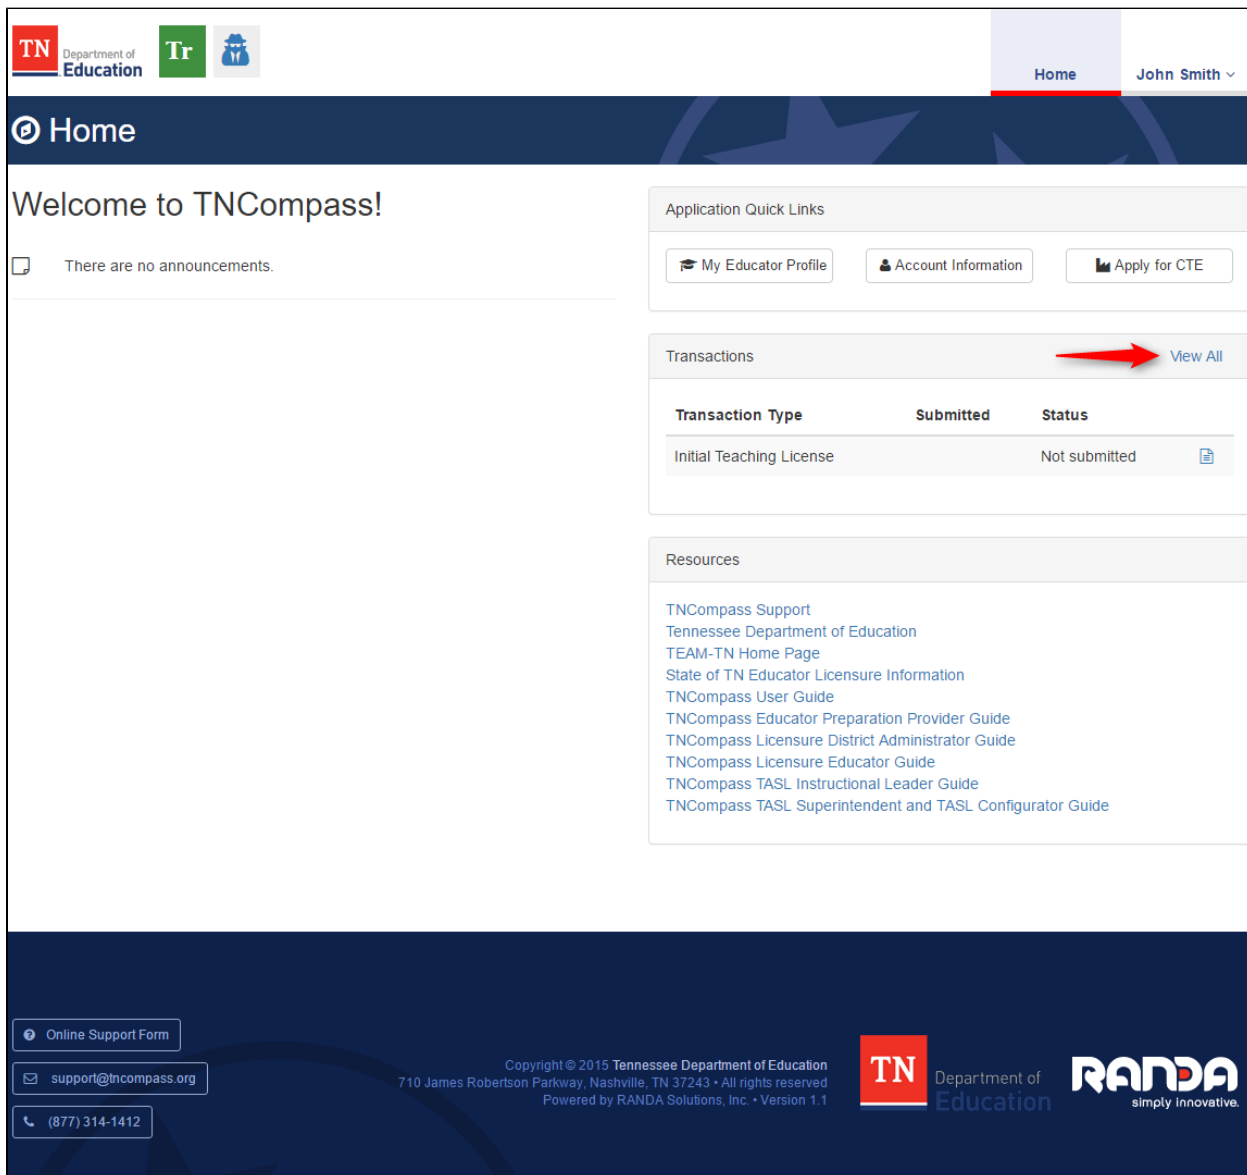 TN Department of Education
Tr
Home
John Smith
Home
Welcome to TNCompass!
There are no announcements.
Application Quick Links
My Educator Profile
Account Information
Apply for CTE
Transactions
View All
Transaction Type Submitted Status
Initial Teaching License Not submitted
Resources
TNCompass Support
Tennessee Department of Education
TEAM-TN Home Page
State of TN Educator Licensure Information
TNCompass User Guide
TNCompass Educator Preparation Provider Guide
TNCompass Licensure District Administrator Guide
TNCompass Licensure Educator Guide
TNCompass TASL Instructional Leader Guide
TNCompass TASL Superintendent and TASL Configurator Guide
Online Support Form
support@tncompass.org
(877) 314-1412
Copyright © 2015 Tennessee Department of Education
710 James Robertson Parkway, Nashville, TN 37243 • All rights reserved
Powered by RANDA Solutions, Inc. • Version 1.1
TN Department of
Education
RANDA
simply innovative.